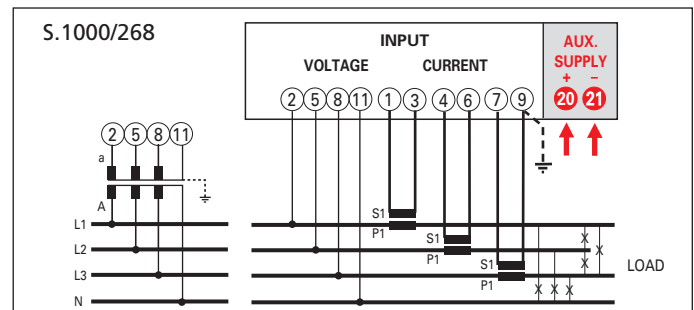 S.1000/268
INPUT
AUX.
SUPPLY
VOLTAGE CURRENT
+ –
2 5 8 11 1 3 4 6 7 9 20 21
2 5 8 11
a
A
S1
L1
P1
S1
L2
P1
S1
LOAD
L3
P1
N